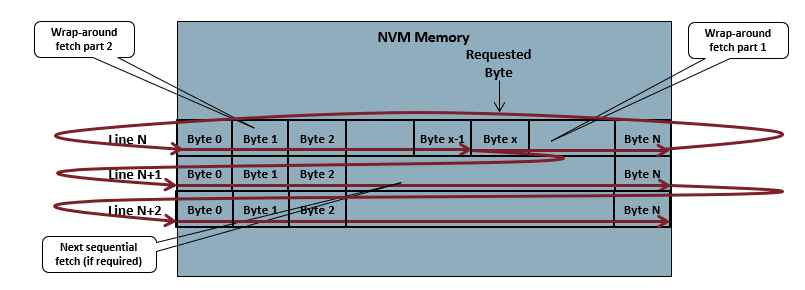 NVM Memory
Wrap-around
fetch part 2
Wrap-around
fetch part 1
Requested
Byte
Line N
Byte 0
Byte 1
Byte 2
Byte x-1
Byte x
Byte N
Line N+1
Byte 0
Byte 1
Byte 2
Byte N
Line N+2
Byte 0
Byte 1
Byte 2
Byte N
Next sequential
fetch (if required)